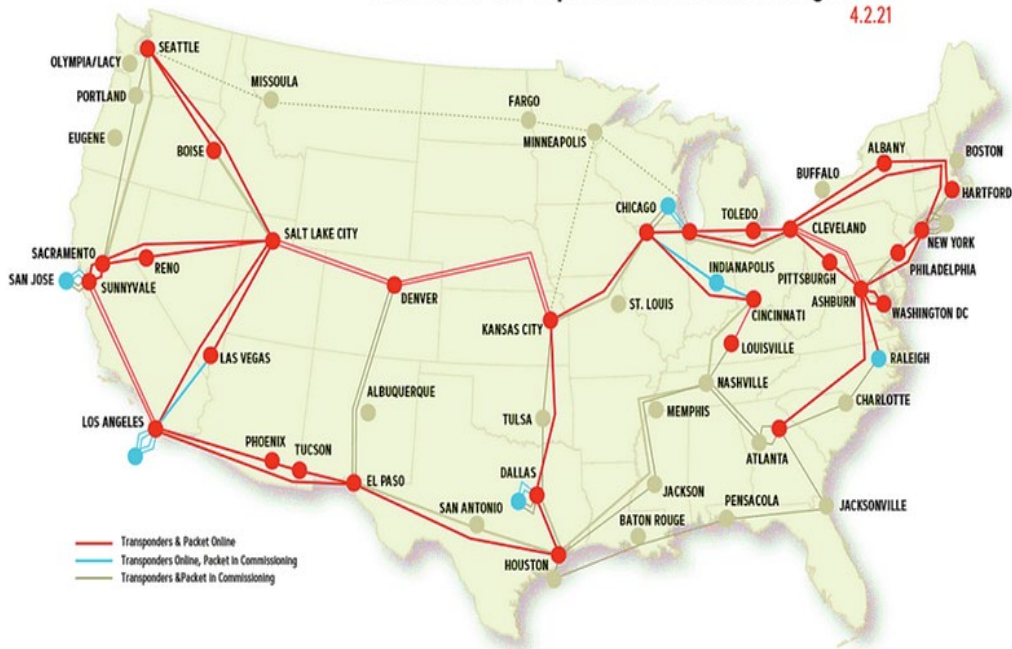 4.2.21
SEATTLE
OLYMPIA/LACY
MISSOULA
PORTLAND
FARGO
MINNEAPOLIS
EUGENE
BOISE
ALBANY
BOSTON
BUFFALO
HARTFORD
CHICAGO
TOLEDO
CLEVELAND
SALT LAKE CITY
NEW YORK
SACRAMENTO
RENO
SAN JOSE
SUNNYVALE
INDIANAPOLIS
PITTSBURGH
PHILADELPHIA
DENVER
ASHBURN
WASHINGTON DC
ST. LOUIS
CINCINNATI
KANSAS CITY
LOUISVILLE
LAS VEGAS
RALEIGH
NASHVILLE
ALBUQUERQUE
CHARLOTTE
MEMPHIS
TULSA
LOS ANGELES
PHOENIX
TUCSON
ATLANTA
DALLAS
EL PASO
JACKSON
SAN ANTONIO
PENSACOLA
JACKSONVILLE
BATON ROUGE
HOUSTON
Transponders & Packet Online
Transponders Online, Packet in Commissioning
Transponders &Packet in Commissioning